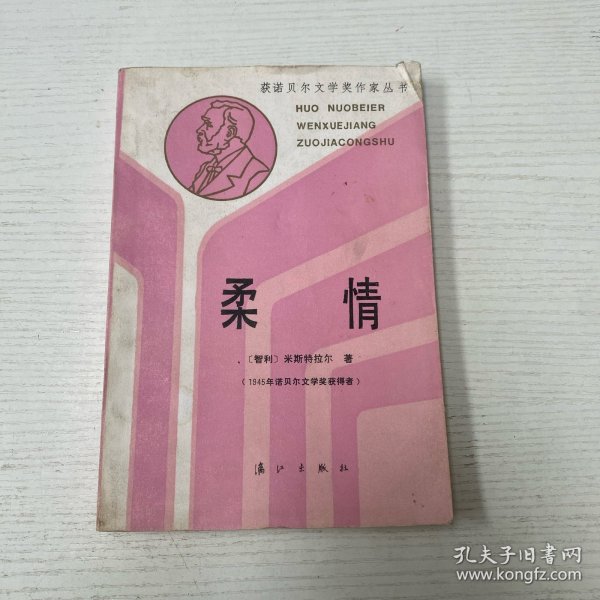 获诺贝尔文学奖作家丛书
HUO NUOBEIER
WENXUEJIANG
ZUOJIACONGSHU
柔 情
〔智利〕米斯特拉尔 著
(1945年诺贝尔文学奖获得者)
漓江出版社
孔夫子旧书网
www.kongfz.com